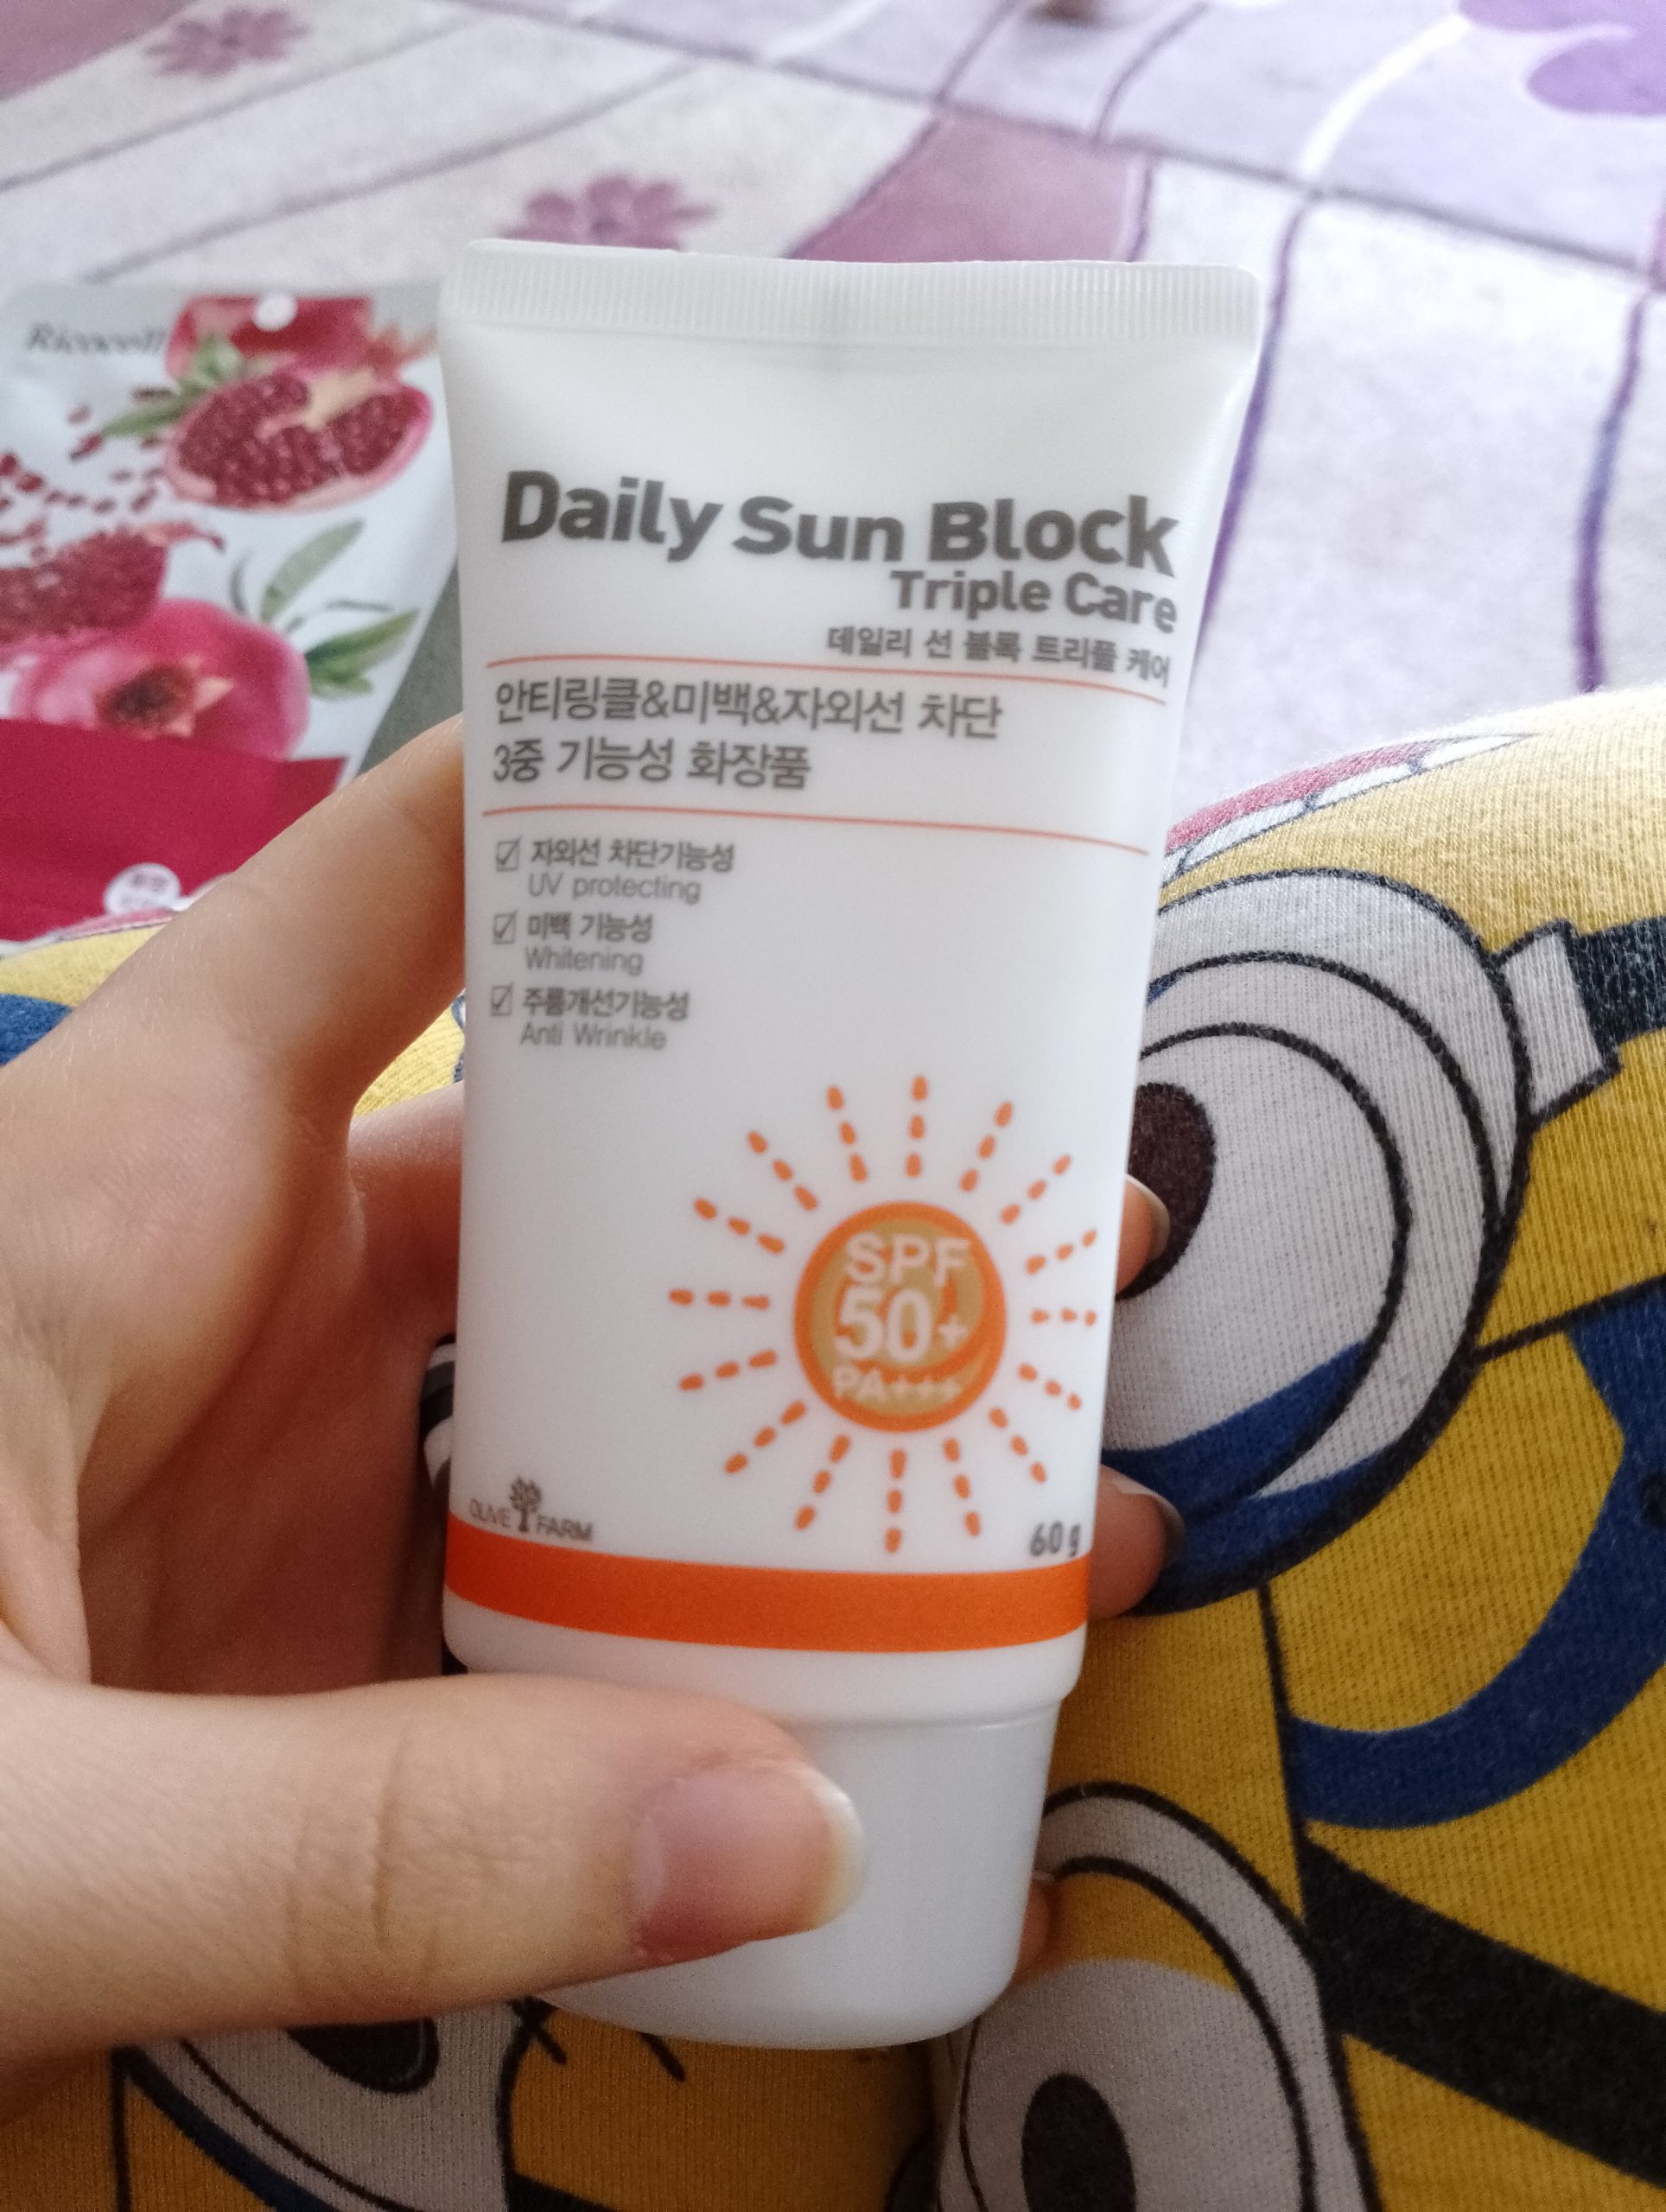 Ricocell
Daily Sun Block
Triple Care
데일리 선 블록 트리플 케어
안티링클&미백&자외선 차단
3중 기능성 화장품
자외선 차단기능성
UV protecting
미백 기능성
Whitening
주름개선기능성
Anti Wrinkle
SPF
50+
PA+++
OLIVE FARM
60 g